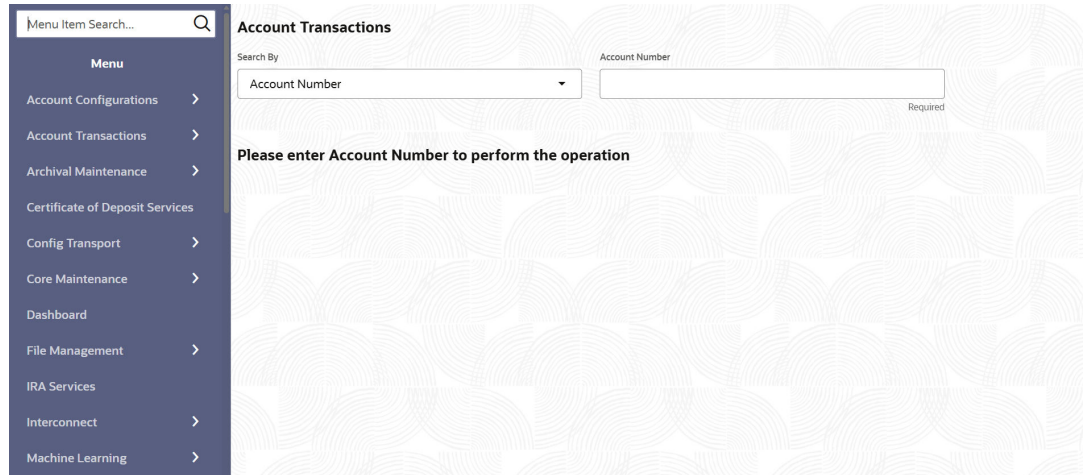 Menu Item Search...
Menu
Account Configurations
Account Transactions
Archival Maintenance
Certificate of Deposit Services
Config Transport
Core Maintenance
Dashboard
File Management
IRA Services
Interconnect
Machine Learning
Account Transactions
Search By
Account Number
Account Number
Required
Please enter Account Number to perform the operation